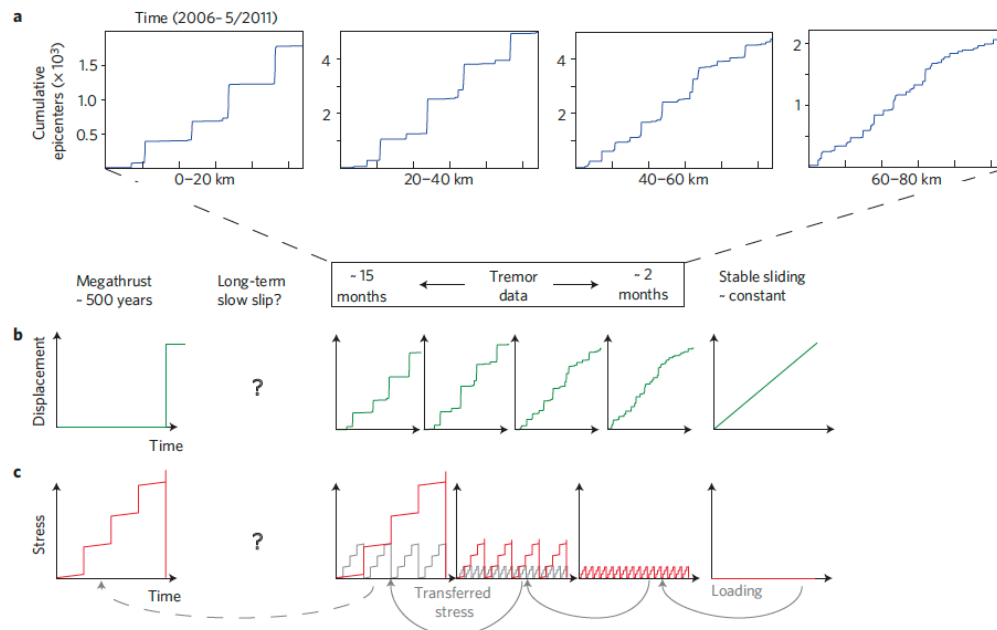 a
Time (2006– 5/2011)
Cumulative
epicenters (× 10³)
1.5
1.0
0.5
0–20 km
4
2
20–40 km
4
2
40–60 km
2
1
60–80 km
Megathrust
~ 500 years
Long-term
slow slip?
~ 15
months
Tremor
data
~ 2
months
Stable sliding
~ constant
b
Displacement
Time
?
c
Stress
Time
?
Transferred
stress
Loading